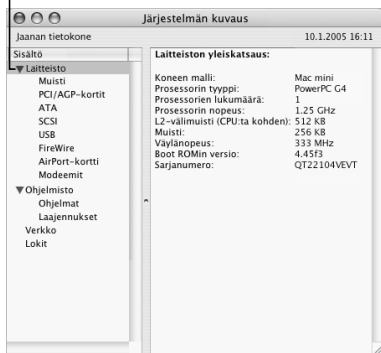 Järjestelmän kuvaus
Jaanan tietokone 10.1.2005 16:11
Sisältö
Laitteisto
Muisti
PCI/AGP-kortit
ATA
SCSI
USB
FireWire
AirPort-kortti
Modeemit
Ohjelmisto
Ohjelmat
Laajennukset
Verkko
Lokit
Laitteiston yleiskatsaus:
Koneen malli: Mac mini
Prosessorin tyyppi: PowerPC G4
Prosessorien lukumäärä: 1
Prosessorin nopeus: 1.25 GHz
L2-välimuisti (CPU:ta kohden): 512 KB
Muisti: 256 KB
Väylänopeus: 333 MHz
Boot ROMin versio: 4.45f3
Sarjanumero: QT22104VEVT